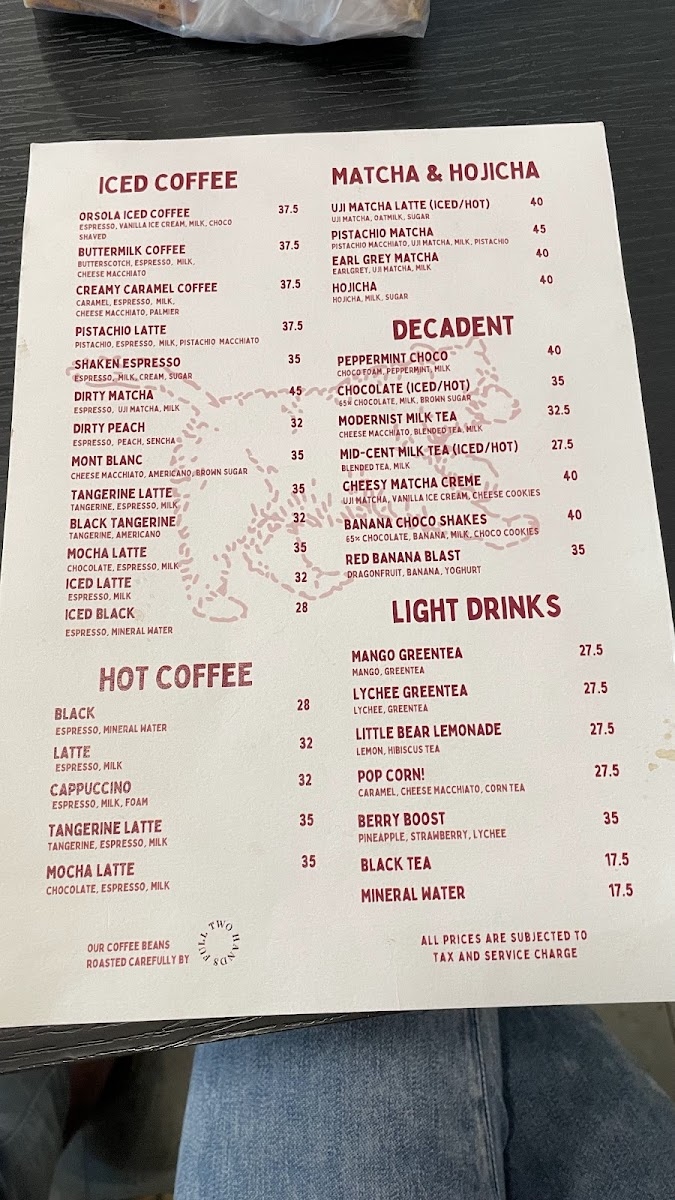 ICED COFFEE
ORSOLA ICED COFFEE 37.5
ESPRESSO, VANILLA ICE CREAM, MILK, CHOCO
SHAVED
BUTTERMILK COFFEE 37.5
BUTTERSCOTCH, ESPRESSO, MILK,
CHEESE MACCHIATO
CREAMY CARAMEL COFFEE 37.5
CARAMEL, ESPRESSO, MILK,
CHEESE MACCHIATO, PALMIER
PISTACHIO LATTE 37.5
PISTACHIO, ESPRESSO, MILK, PISTACHIO MACCHIATO
SHAKEN ESPRESSO 35
ESPRESSO, MILK, CREAM, SUGAR
DIRTY MATCHA 45
ESPRESSO, UJI MATCHA, MILK
DIRTY PEACH 32
ESPRESSO, PEACH, SENCHA
MONT BLANC 35
CHEESE MACCHIATO, AMERICANO, BROWN SUGAR
TANGERINE LATTE 35
TANGERINE, ESPRESSO, MILK
BLACK TANGERINE 32
TANGERINE, AMERICANO
MOCHA LATTE 35
CHOCOLATE, ESPRESSO, MILK
ICED LATTE 32
ESPRESSO, MILK
ICED BLACK 28
ESPRESSO, MINERAL WATER
HOT COFFEE
BLACK 28
ESPRESSO, MINERAL WATER
LATTE 32
ESPRESSO, MILK
CAPPUCCINO 32
ESPRESSO, MILK, FOAM
TANGERINE LATTE 35
TANGERINE, ESPRESSO, MILK
MOCHA LATTE 35
CHOCOLATE, ESPRESSO, MILK
OUR COFFEE BEANS
ROASTED CAREFULLY BY
TWO HANDS FULL
MATCHA & HOJICHA
UJI MATCHA LATTE (ICED/HOT) 40
UJI MATCHA, OATMILK, SUGAR
PISTACHIO MATCHA 45
PISTACHIO MACCHIATO, UJI MATCHA, MILK, PISTACHIO
EARL GREY MATCHA 40
EARLGREY, UJI MATCHA, MILK
HOJICHA 40
HOJICHA, MILK, SUGAR
DECADENT
PEPPERMINT CHOCO 40
CHOCO FOAM, PEPPERMINT, MILK
CHOCOLATE (ICED/HOT) 35
65% CHOCOLATE, MILK, BROWN SUGAR
MODERNIST MILK TEA 32.5
CHEESE MACCHIATO, BLENDED TEA, MILK
MID-CENT MILK TEA (ICED/HOT) 27.5
BLENDED TEA, MILK
CHEESY MATCHA CREME 40
UJI MATCHA, VANILLA ICE CREAM, CHEESE COOKIES
BANANA CHOCO SHAKES 40
65% CHOCOLATE, BANANA, MILK, CHOCO COOKIES
RED BANANA BLAST 35
DRAGONFRUIT, BANANA, YOGHURT
LIGHT DRINKS
MANGO GREENTEA 27.5
MANGO, GREENTEA
LYCHEE GREENTEA 27.5
LYCHEE, GREENTEA
LITTLE BEAR LEMONADE 27.5
LEMON, HIBISCUS TEA
POP CORN! 27.5
CARAMEL, CHEESE MACCHIATO, CORN TEA
BERRY BOOST 35
PINEAPPLE, STRAWBERRY, LYCHEE
BLACK TEA 17.5
MINERAL WATER 17.5
ALL PRICES ARE SUBJECTED TO
TAX AND SERVICE CHARGE